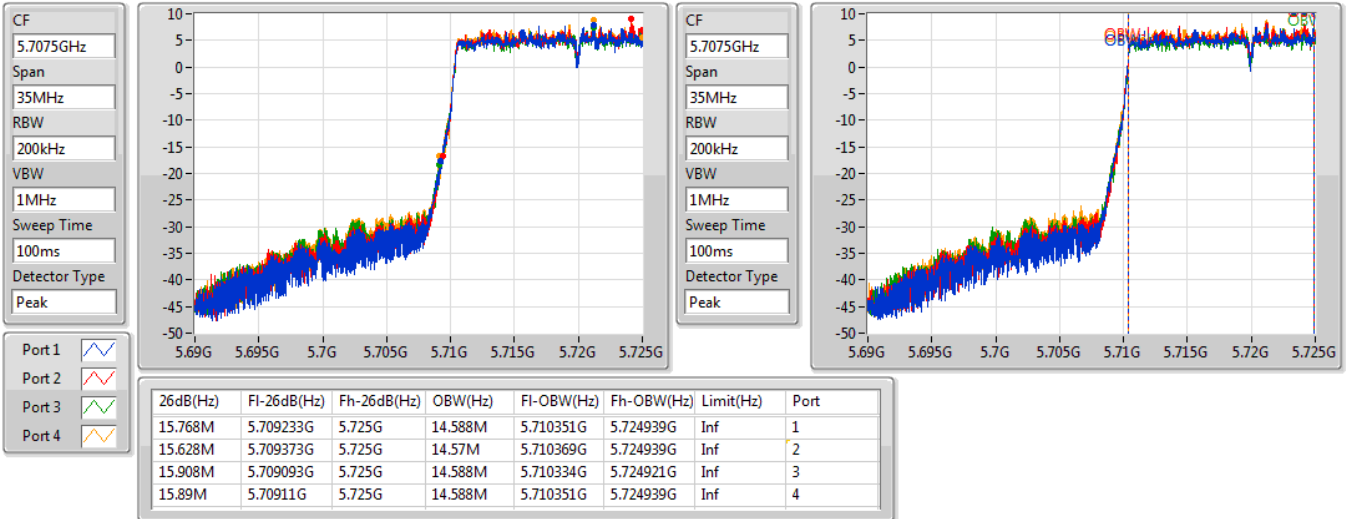 CF
5.7075GHz
Span
35MHz
RBW
200kHz
VBW
1MHz
Sweep Time
100ms
Detector Type
Peak
10
5
0
-5
-10
-15
-20
-25
-30
-35
-40
-45
-50
5.69G 5.695G 5.7G 5.705G 5.71G 5.715G 5.72G 5.725G
CF
5.7075GHz
Span
35MHz
RBW
200kHz
VBW
1MHz
Sweep Time
100ms
Detector Type
Peak
10
5
0
-5
-10
-15
-20
-25
-30
-35
-40
-45
-50
OBW
OBW
5.69G 5.695G 5.7G 5.705G 5.71G 5.715G 5.72G 5.725G
Port 1
Port 2
Port 3
Port 4
26dB(Hz) Fl-26dB(Hz) Fh-26dB(Hz) OBW(Hz) Fl-OBW(Hz) Fh-OBW(Hz) Limit(Hz) Port
15.768M 5.709233G 5.725G 14.588M 5.710351G 5.724939G Inf 1
15.628M 5.709373G 5.725G 14.57M 5.710369G 5.724939G Inf 2
15.908M 5.709093G 5.725G 14.588M 5.710334G 5.724921G Inf 3
15.89M 5.70911G 5.725G 14.588M 5.710351G 5.724939G Inf 4